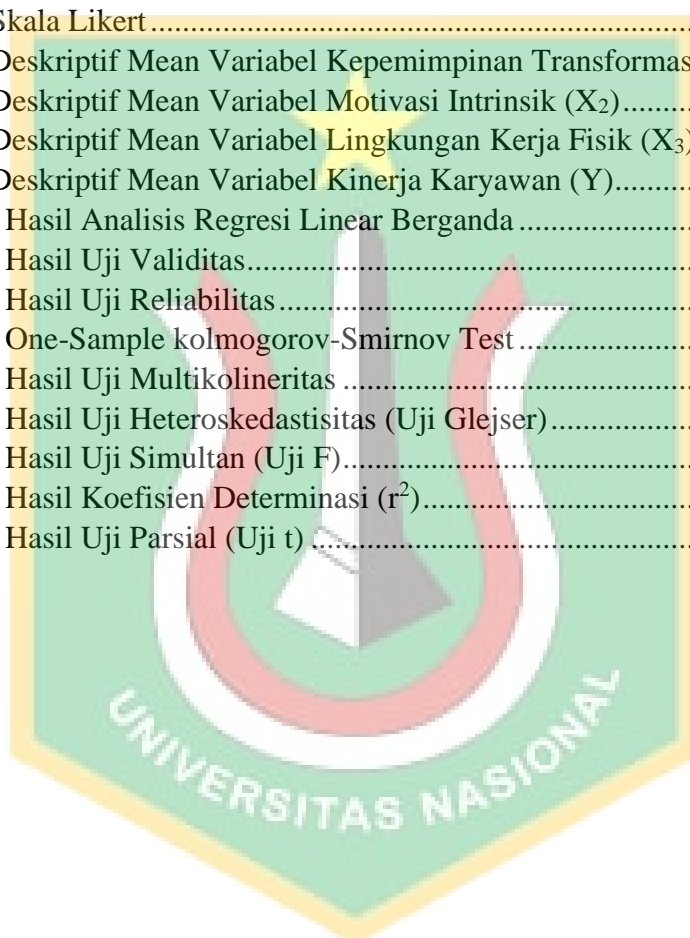 Skala Likert....................................................................
Deskriptif Mean Variabel Kepemimpinan Transformas
Deskriptif Mean Variabel Motivasi Intrinsik (X₂).........
Deskriptif Mean Variabel Lingkungan Kerja Fisik (X₃)
Deskriptif Mean Variabel Kinerja Karyawan (Y)......
Hasil Analisis Regresi Linear Berganda ......................
Hasil Uji Validitas........................................................
Hasil Uji Reliabilitas....................................................
One-Sample kolmogorov-Smirnov Test ......................
Hasil Uji Multikolineritas ............................................
Hasil Uji Heteroskedastisitas (Uji Glejser)..................
Hasil Uji Simultan (Uji F)............................................
Hasil Koefisien Determinasi (r²)..................................
Hasil Uji Parsial (Uji t) ................................................
UNIVERSITAS NASIONAL